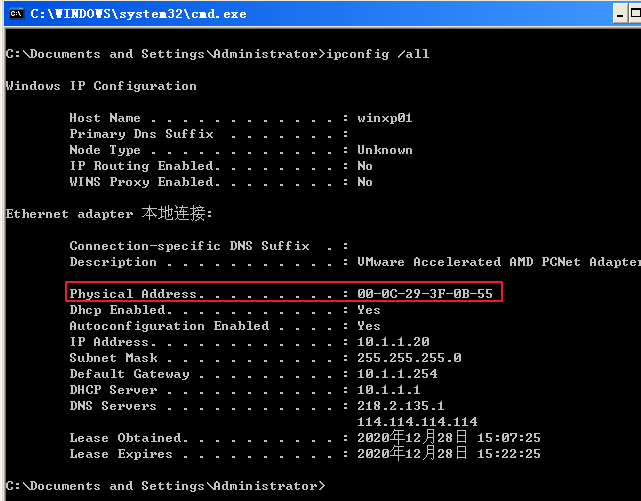 C:\WINDOWS\system32\cmd.exe
C:\Documents and Settings\Administrator>ipconfig /all
Windows IP Configuration
Host Name . . . . . . . . . . . . : winxp01
Primary Dns Suffix  . . . . . . . :
Node Type . . . . . . . . . . . . : Unknown
IP Routing Enabled. . . . . . . . : No
WINS Proxy Enabled. . . . . . . . : No
Ethernet adapter 本地连接:
Connection-specific DNS Suffix  . :
Description . . . . . . . . . . . : VMware Accelerated AMD PCNet Adapter
Physical Address. . . . . . . . . : 00-0C-29-3F-0B-55
Dhcp Enabled. . . . . . . . . . . : Yes
Autoconfiguration Enabled . . . . : Yes
IP Address. . . . . . . . . . . . : 10.1.1.20
Subnet Mask . . . . . . . . . . . : 255.255.255.0
Default Gateway . . . . . . . . . : 10.1.1.254
DHCP Server . . . . . . . . . . . : 10.1.1.1
DNS Servers . . . . . . . . . . . : 218.2.135.1
114.114.114.114
Lease Obtained. . . . . . . . . . : 2020年12月28日 15:07:25
Lease Expires . . . . . . . . . . : 2020年12月28日 15:22:25
C:\Documents and Settings\Administrator>